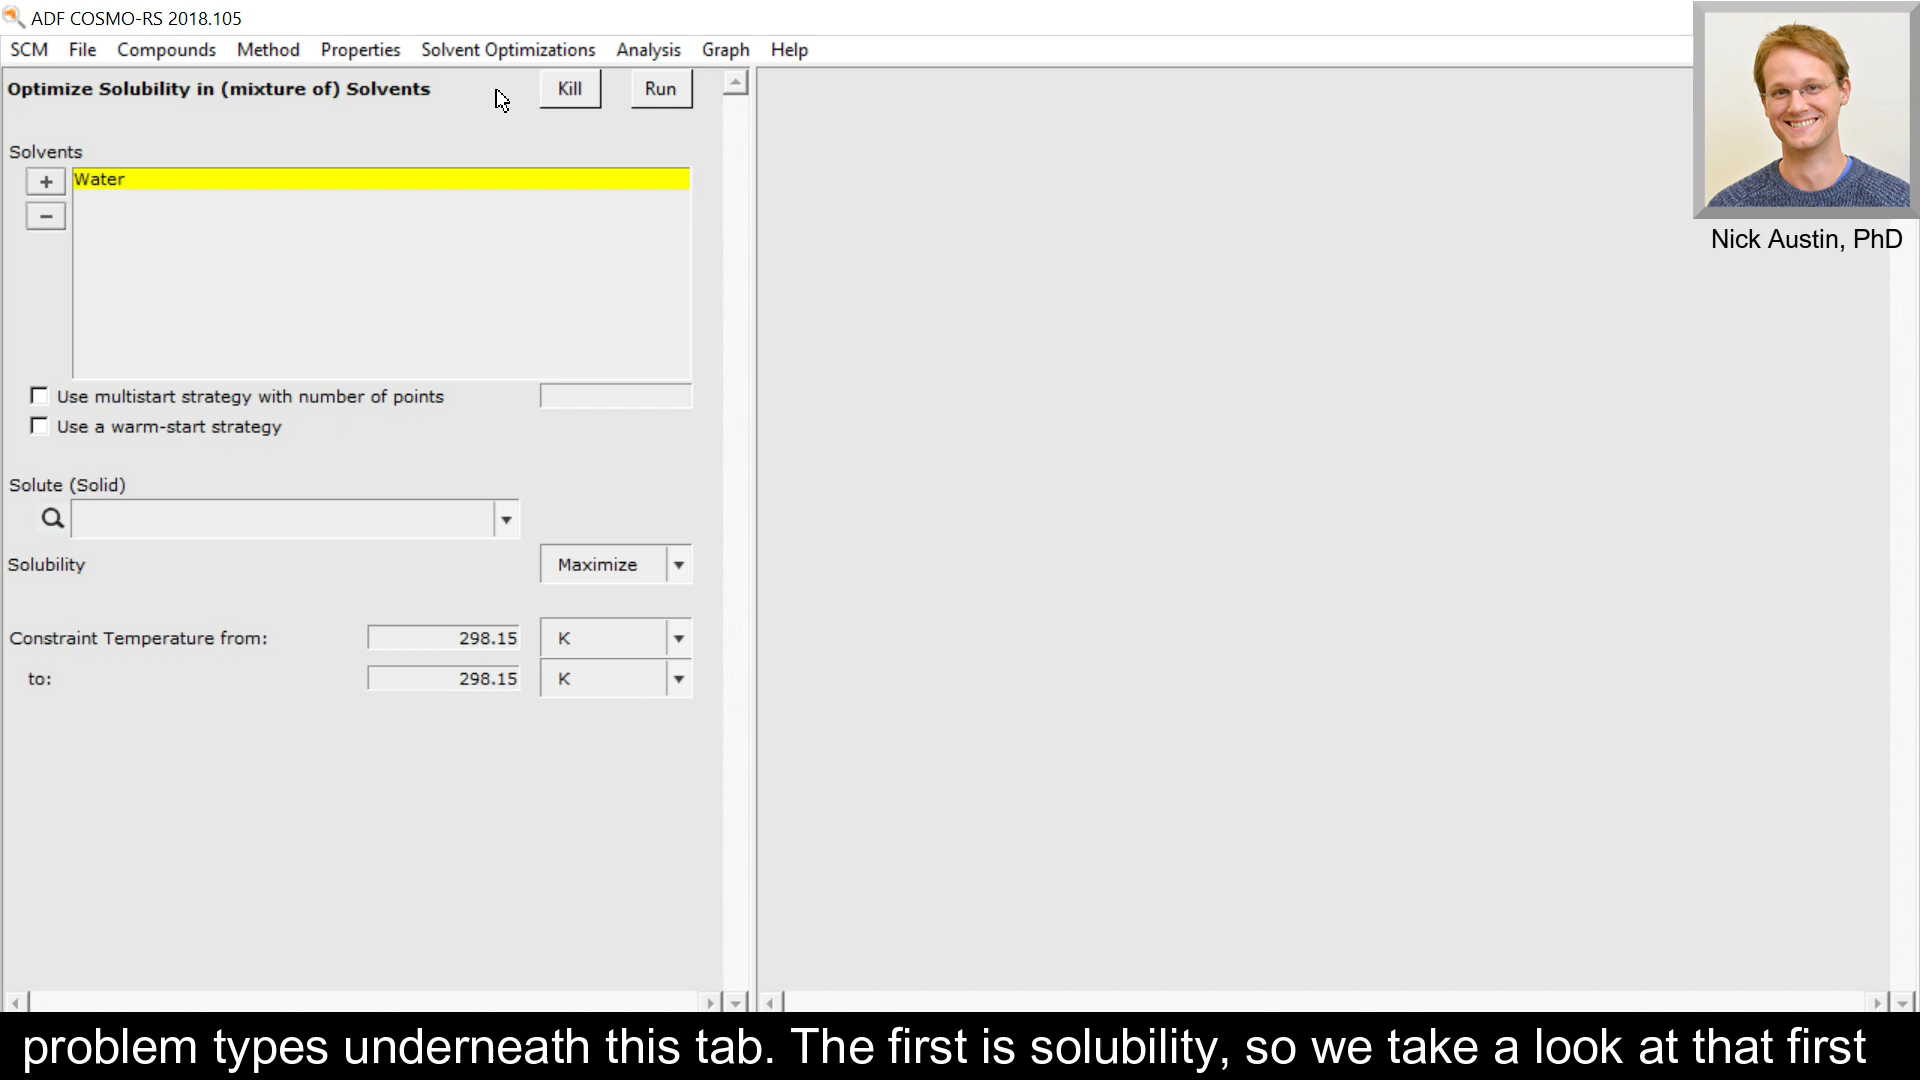 ADF COSMO-RS 2018.105
SCM File Compounds Method Properties Solvent Optimizations Analysis Graph Help
Optimize Solubility in (mixture of) Solvents Kill Run
Nick Austin, PhD
Solvents
+ Water
−
Use multistart strategy with number of points
Use a warm-start strategy
Solute (Solid)
Solubility Maximize
Constraint Temperature from: 298.15 K
to: 298.15 K
problem types underneath this tab. The first is solubility, so we take a look at that first